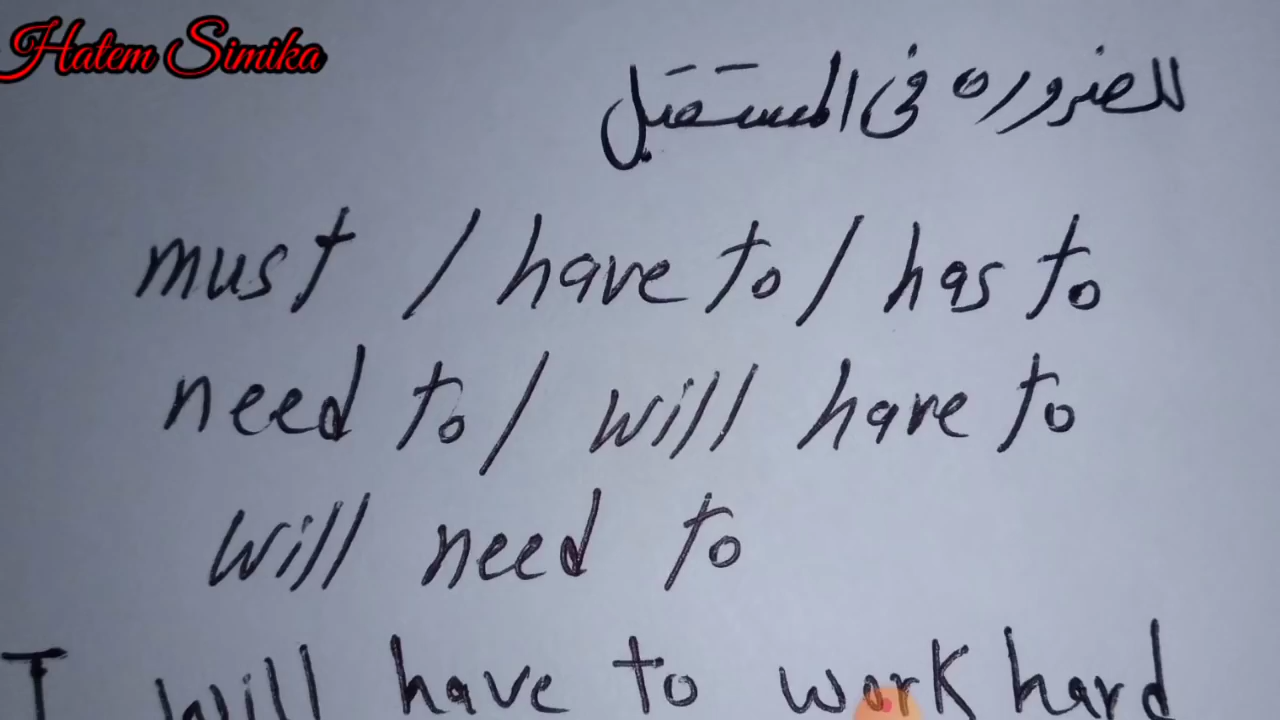 Hatem Simika
للضروره فى المستقبل
must / have to / has to
need to / will have to
will need to
I will have to work hard